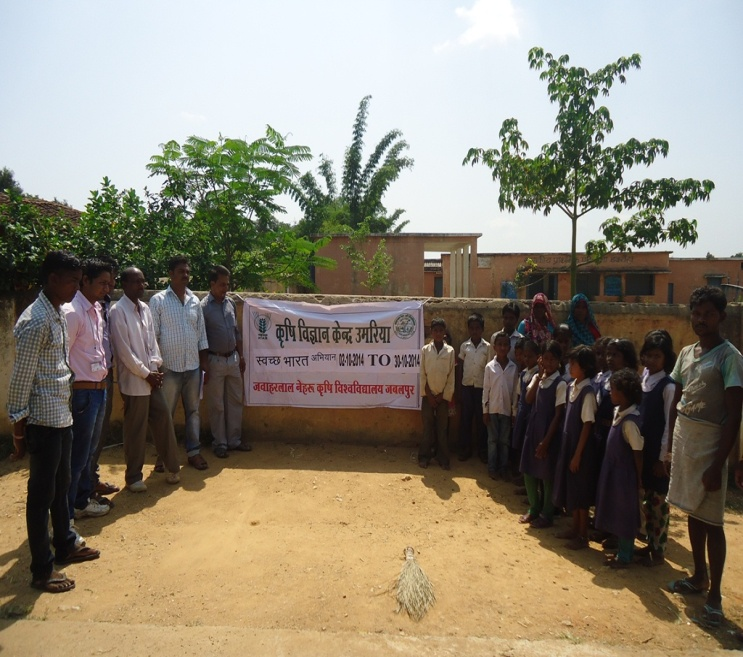 कृषि विज्ञान केन्द्र उमरिया
स्वच्छ भारत अभियान 02-10-2014 TO 30-10-2014
जवाहरलाल नेहरू कृषि विश्वविद्यालय जबलपुर